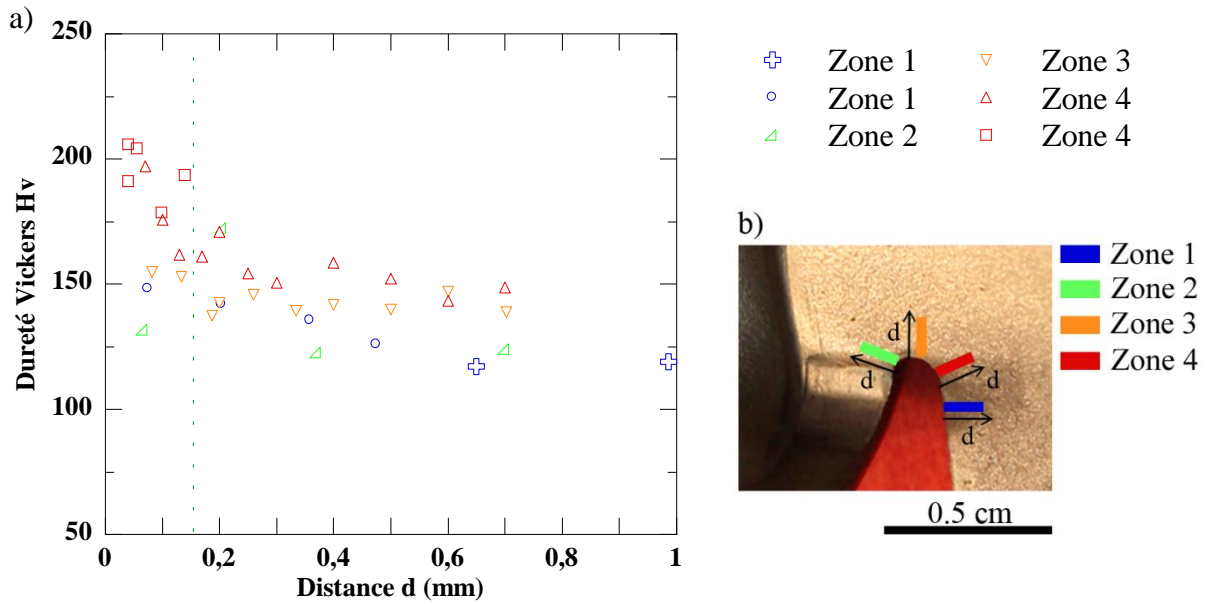 a)
250
200
150
100
50
Dureté Vickers Hv
0
0,2
0,4
0,6
0,8
1
Distance d (mm)
Zone 1
Zone 1
Zone 2
Zone 3
Zone 4
Zone 4
b)
d
d
d
d
0.5 cm
Zone 1
Zone 2
Zone 3
Zone 4